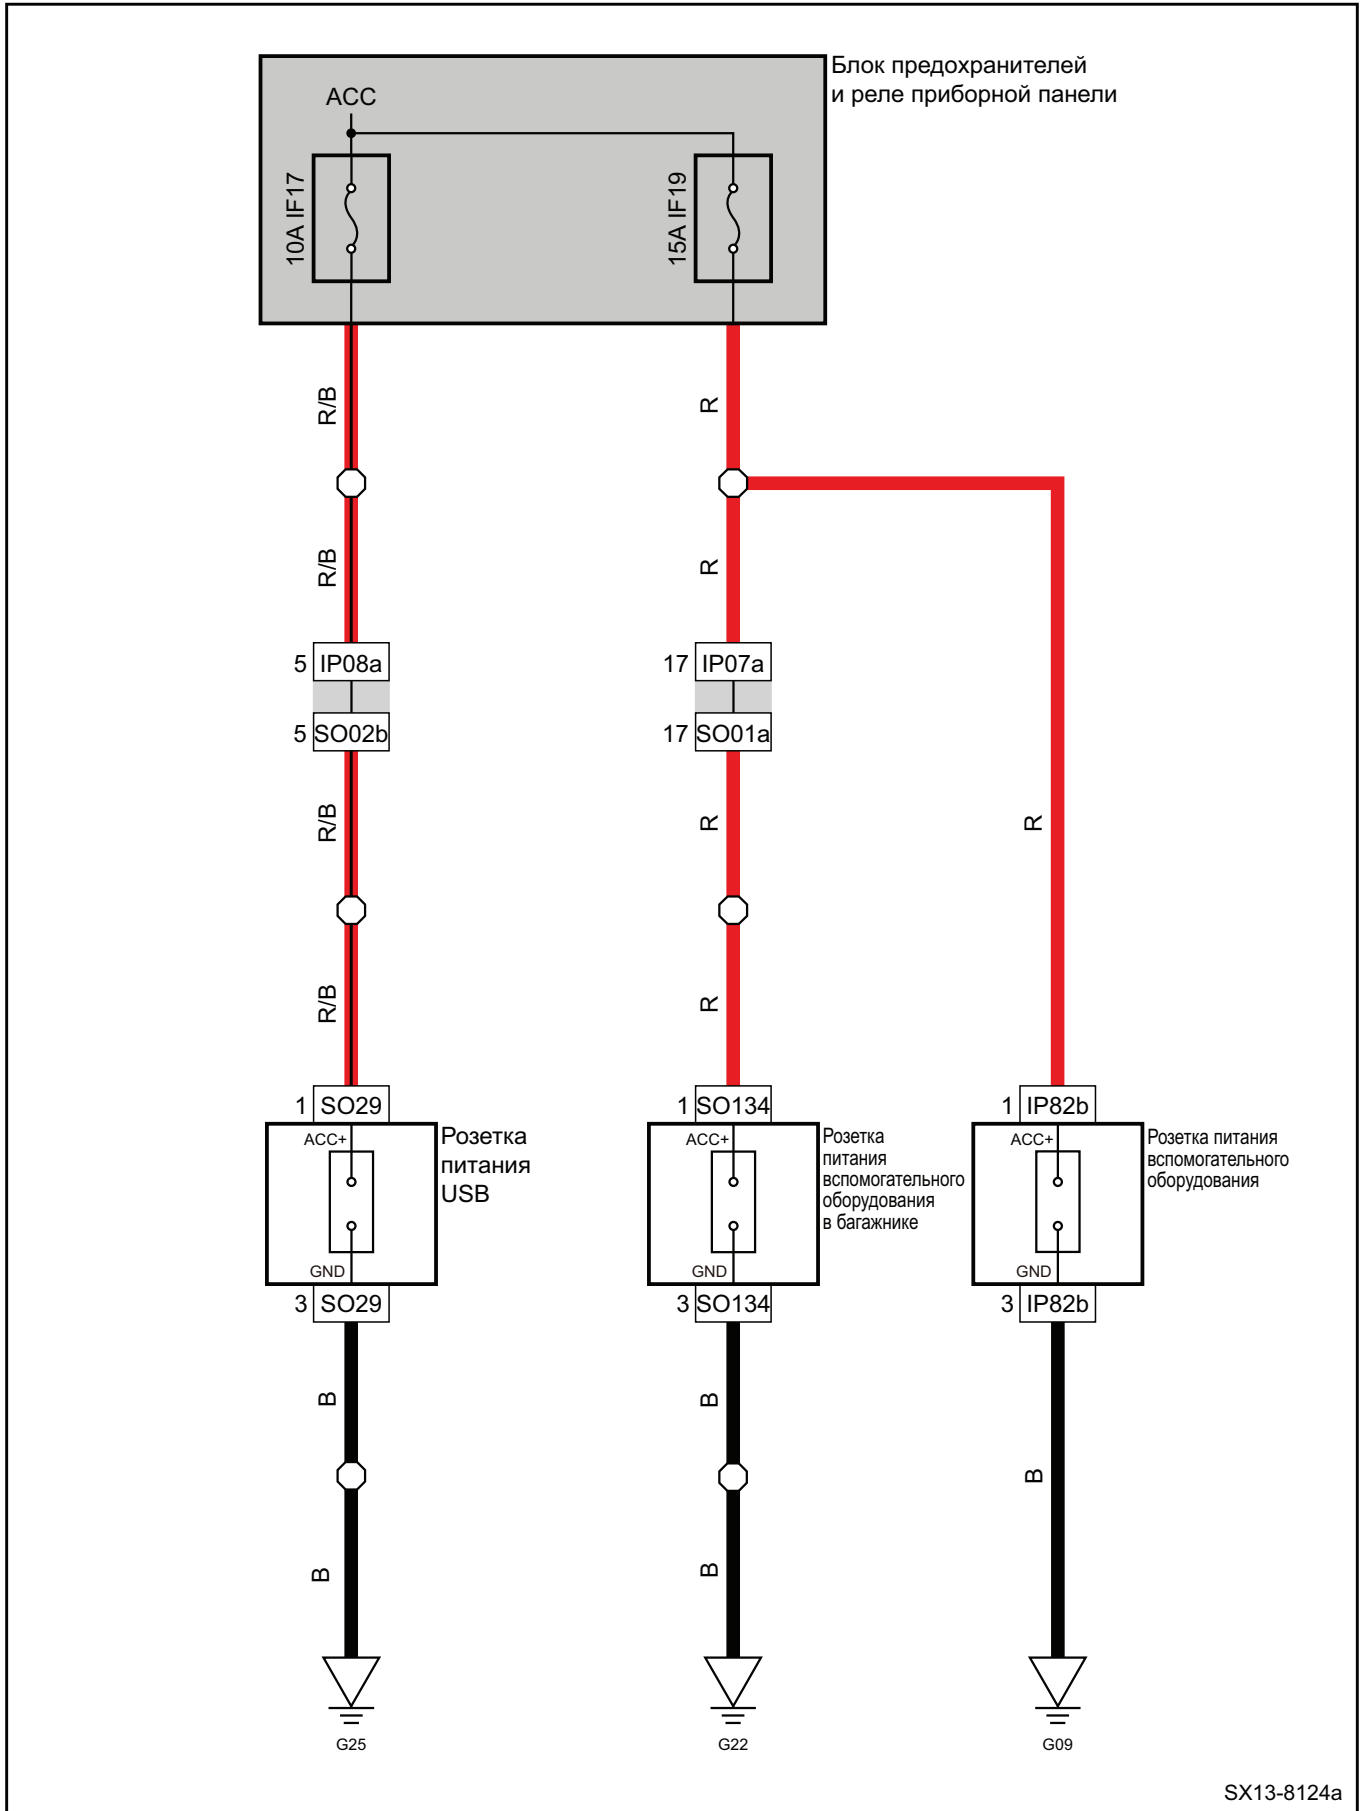 Блок предохранителей
и реле приборной панели
ACC
10A IF17
15A IF19
R/B
R
R/B
R
5 IP08a
17 IP07a
5 SO02b
17 SO01a
R/B
R
R
R/B
R
1 SO29
1 SO134
1 IP82b
ACC+
GND
Розетка
питания
USB
ACC+
GND
Розетка
питания
вспомогательного
оборудования
в багажнике
ACC+
GND
Розетка питания
вспомогательного
оборудования
3 SO29
3 SO134
3 IP82b
B
B
B
B
B
G25
G22
G09
SX13-8124a